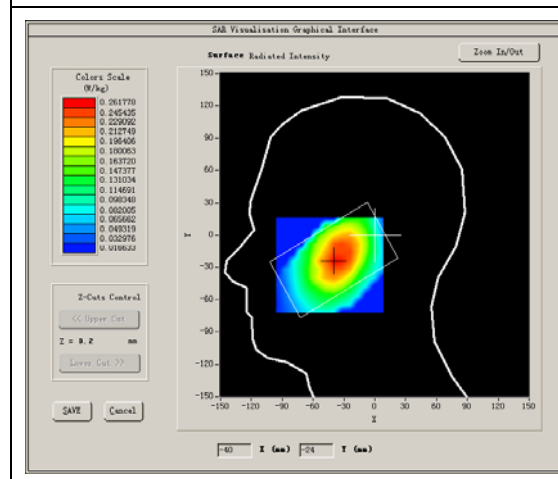 SAR Visualisation Graphical Interface
Surface Radiated Intensity
Zoom In/Out
Colors Scale
(W/kg)
0.261778
0.245435
0.229092
0.212749
0.196406
0.180063
0.163720
0.147377
0.131034
0.114691
0.098348
0.082005
0.065662
0.049319
0.032976
0.016633
150
120
90
60
30
Y 0
-30
-60
-90
-120
-150
-150 -120 -90 -60 -30 0 30 60 90 120 150
X
Z-Cuts Control
<< Upper Cut
Z = 0.2 mm
Lower Cut >>
SAVE Cancel
-40 X (mm) -24 Y (mm)